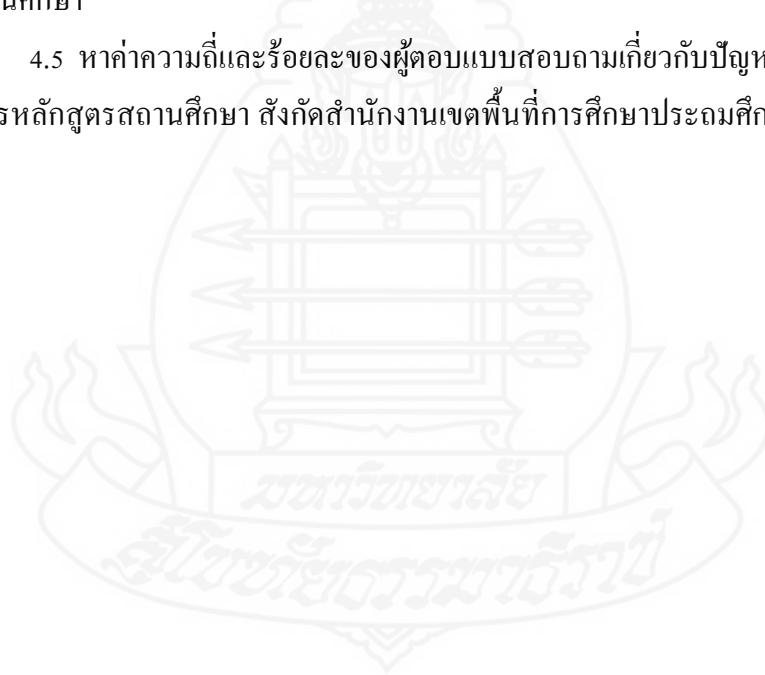 นศึกษา
4.5 หาค่าความถี่และร้อยละของผู้ตอบแบบสอบถามเกี่ยวกับปัญห
รหลักสูตรสถานศึกษา สังกัดสำนักงานเขตพื้นที่การศึกษาประถมศึก
มหาวิทยาลัย
สุโขทัยธรรมาธิราช